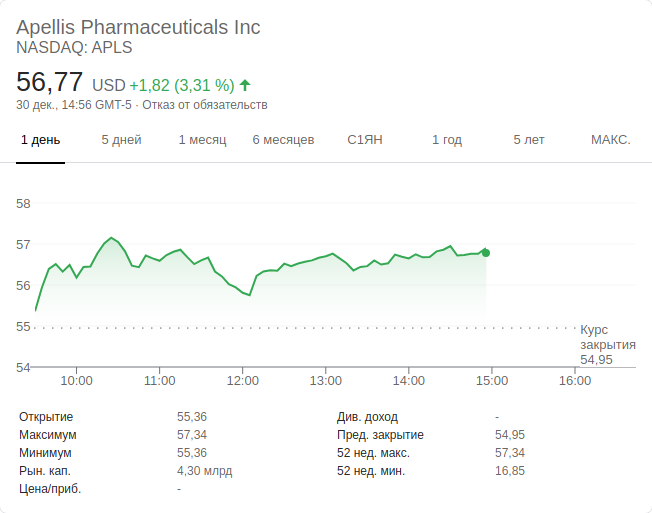 Apellis Pharmaceuticals Inc
NASDAQ: APLS
56,77 USD +1,82 (3,31 %)
30 дек., 14:56 GMT-5 · Отказ от обязательств
1 день 5 дней 1 месяц 6 месяцев С1ЯН 1 год 5 лет МАКС.
58
57
56
55
54
Курс
закрытия
54,95
10:00 11:00 12:00 13:00 14:00 15:00 16:00
Открытие 55,36 Див. доход -
Максимум 57,34 Пред. закрытие 54,95
Минимум 55,36 52 нед. макс. 57,34
Рын. кап. 4,30 млрд 52 нед. мин. 16,85
Цена/приб. -